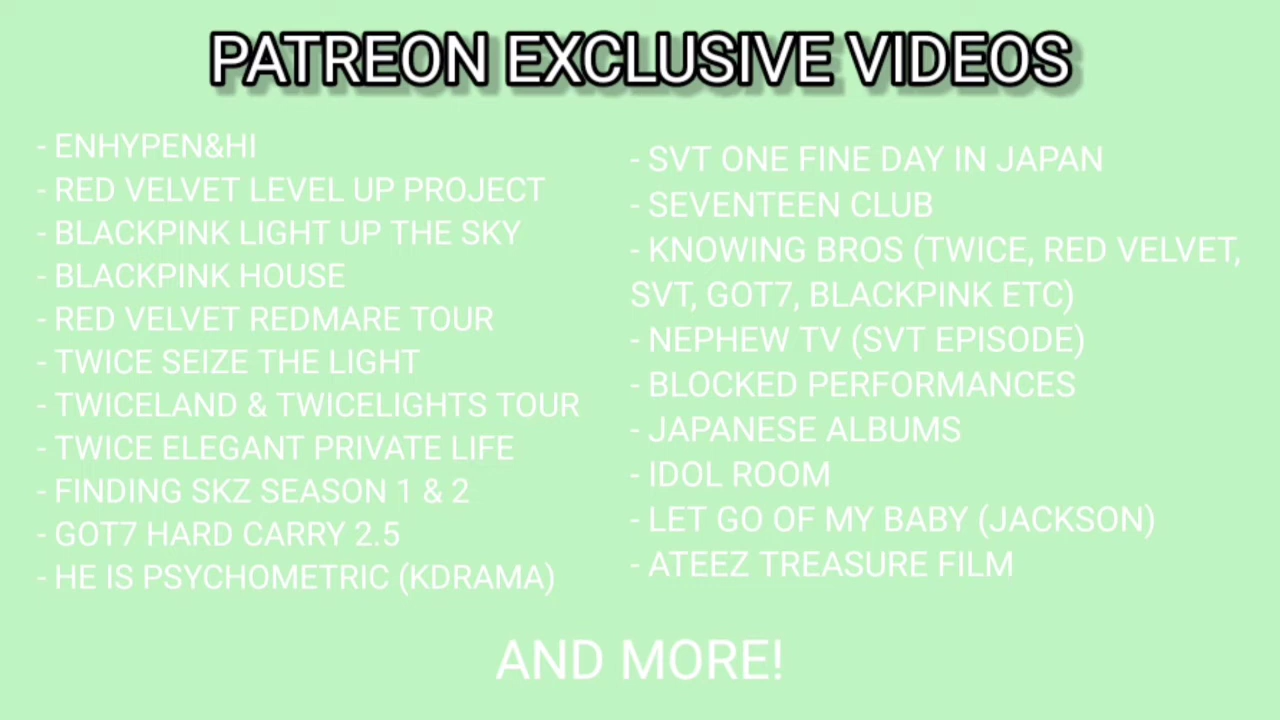 PATREON EXCLUSIVE VIDEOS
- ENHYPEN&HI
- RED VELVET LEVEL UP PROJECT
- BLACKPINK LIGHT UP THE SKY
- BLACKPINK HOUSE
- RED VELVET REDMARE TOUR
- TWICE SEIZE THE LIGHT
- TWICELAND & TWICELIGHTS TOUR
- TWICE ELEGANT PRIVATE LIFE
- FINDING SKZ SEASON 1 & 2
- GOT7 HARD CARRY 2.5
- HE IS PSYCHOMETRIC (KDRAMA)
- SVT ONE FINE DAY IN JAPAN
- SEVENTEEN CLUB
- KNOWING BROS (TWICE, RED VELVET,
SVT, GOT7, BLACKPINK ETC)
- NEPHEW TV (SVT EPISODE)
- BLOCKED PERFORMANCES
- JAPANESE ALBUMS
- IDOL ROOM
- LET GO OF MY BABY (JACKSON)
- ATEEZ TREASURE FILM
AND MORE!